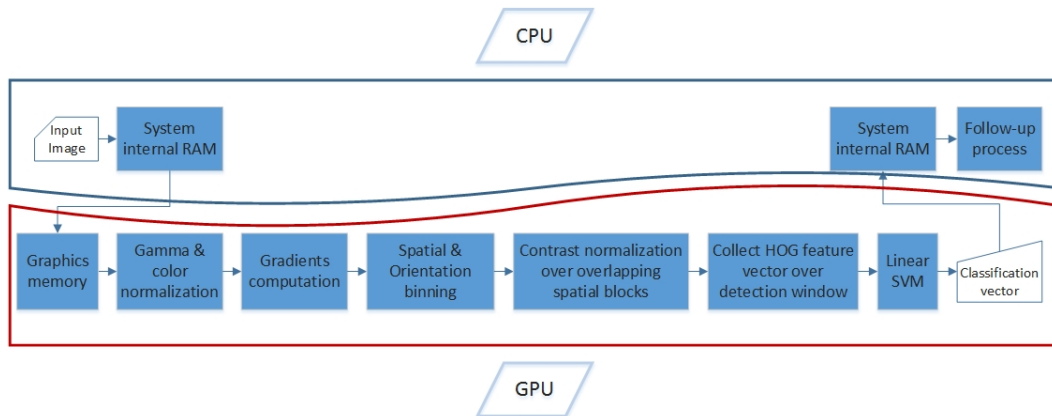 CPU
Input
Image
System
internal RAM
System
internal RAM
Follow-up
process
Graphics
memory
Gamma &
color
normalization
Gradients
computation
Spatial &
Orientation
binning
Contrast normalization
over overlapping
spatial blocks
Collect HOG feature
vector over
detection window
Linear
SVM
Classification
vector
GPU